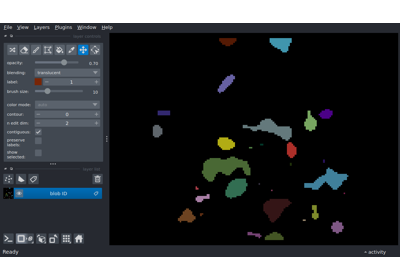 File View Layers Plugins Window Help
opacity: 0.70
blending: translucent
label: 1
brush size: 10
color mode:
contour: 0
n edit dim: 2
contiguous:
preserve labels:
show selected:
blob ID
Ready
activity